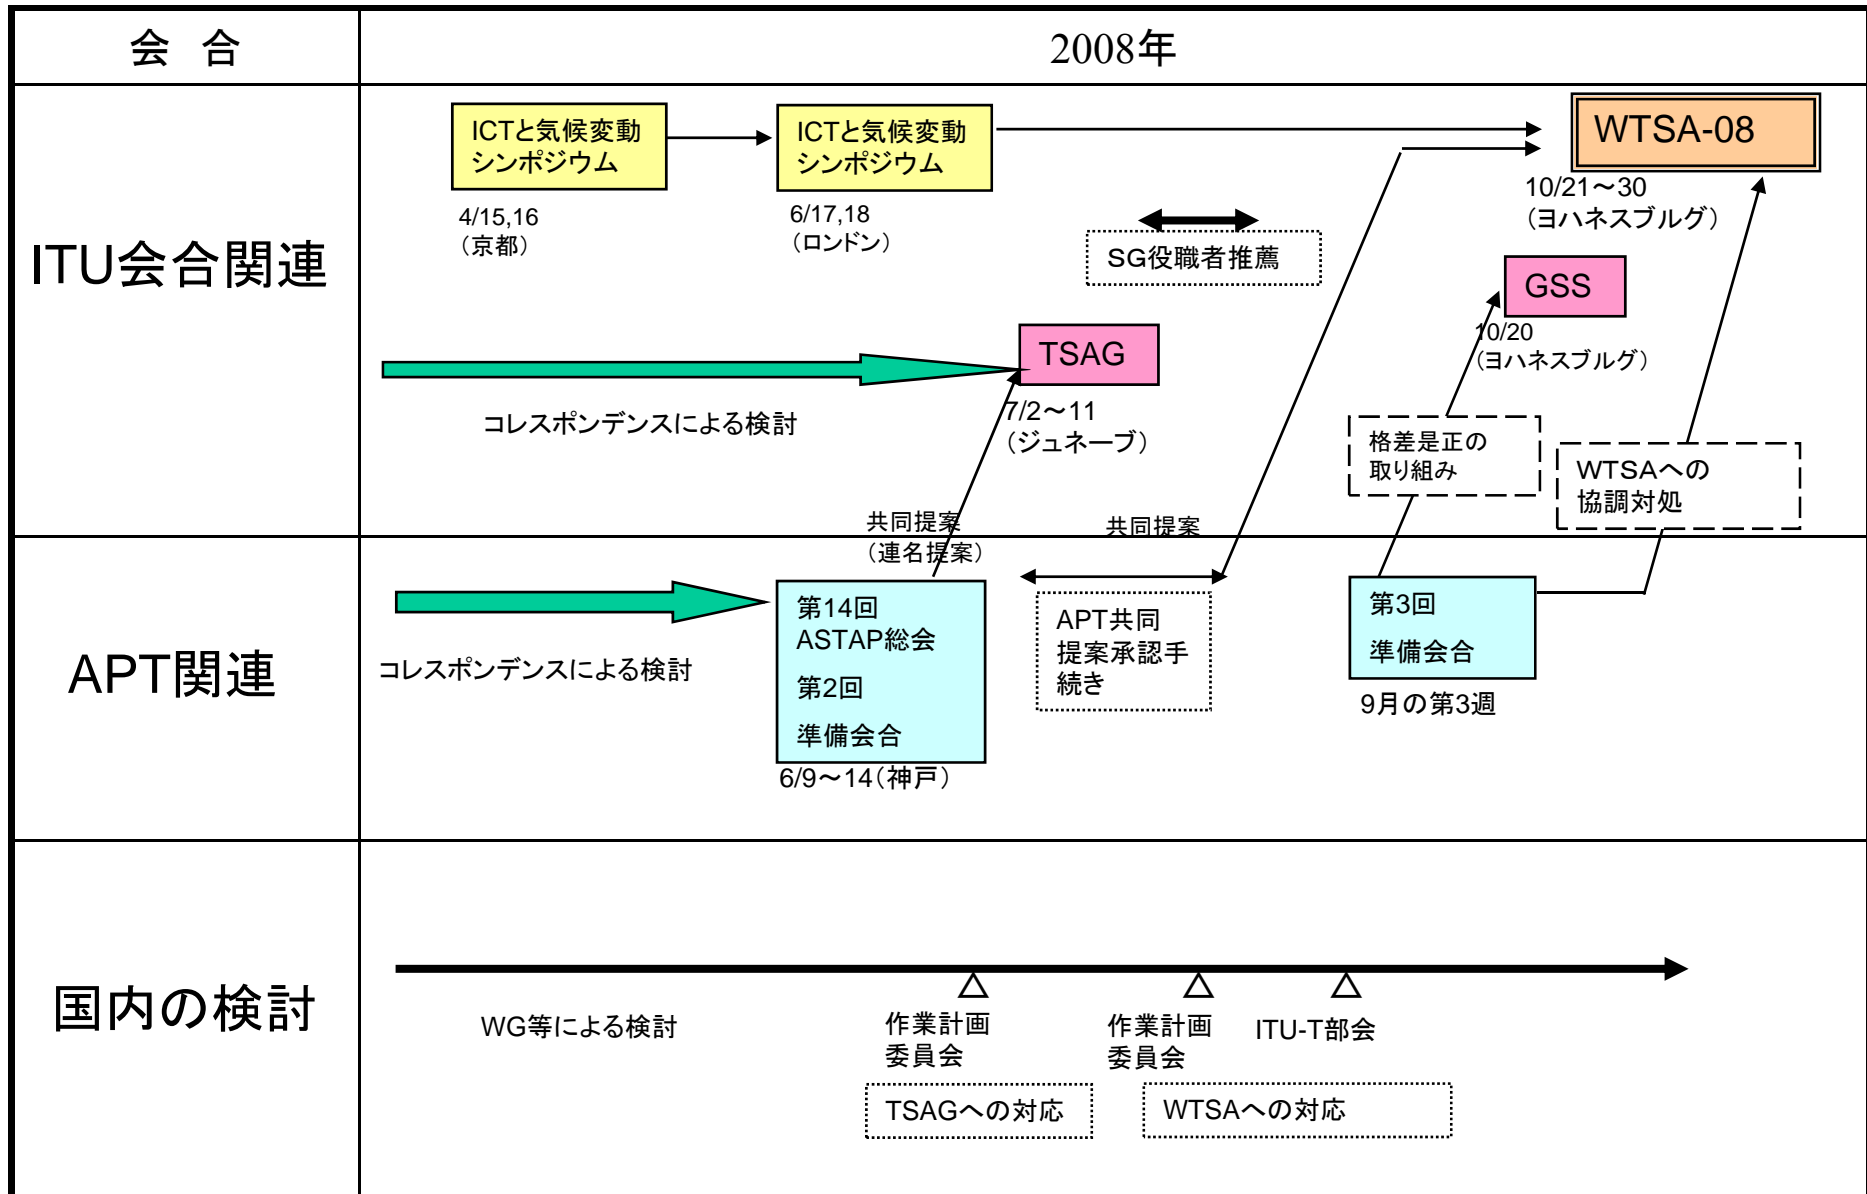 会 合
2008年
ITU会合関連
ICTと気候変動
シンポジウム
4/15,16
(京都)
ICTと気候変動
シンポジウム
6/17,18
(ロンドン)
WTSA-08
10/21~30
(ヨハネスブルグ)
SG役職者推薦
GSS
10/20
(ヨハネスブルグ)
TSAG
7/2~11
(ジュネーブ)
コレスポンデンスによる検討
格差是正の
取り組み
WTSAへの
協調対処
共同提案
(連名提案)
共同提案
APT関連
コレスポンデンスによる検討
第14回
ASTAP総会
第2回
準備会合
6/9~14(神戸)
APT共同
提案承認手
続き
第3回
準備会合
9月の第3週
国内の検討
WG等による検討
作業計画
委員会
作業計画
委員会
ITU-T部会
TSAGへの対応
WTSAへの対応